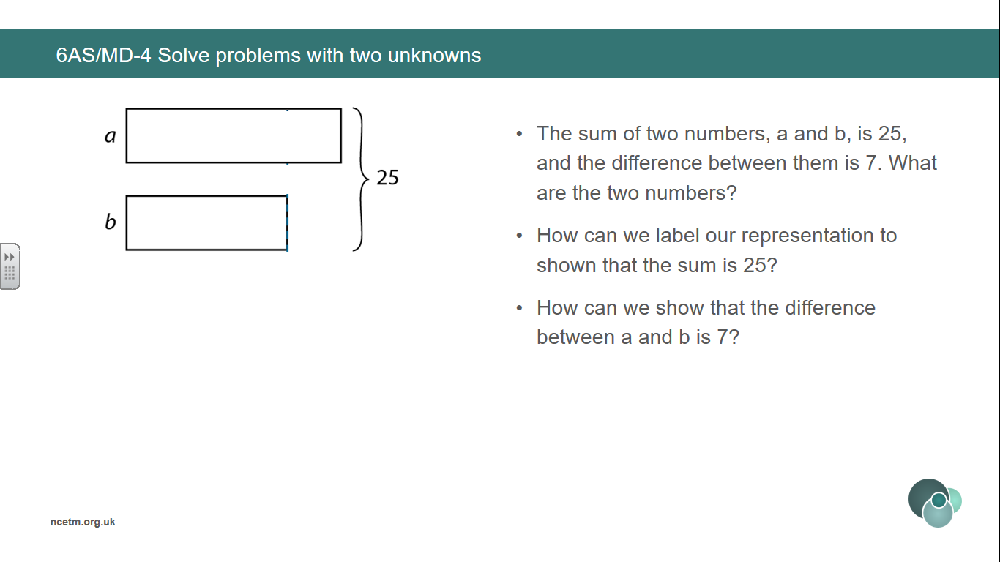 6AS/MD-4 Solve problems with two unknowns
a
b
25
• The sum of two numbers, a and b, is 25,
and the difference between them is 7. What
are the two numbers?
• How can we label our representation to
shown that the sum is 25?
• How can we show that the difference
between a and b is 7?
ncetm.org.uk